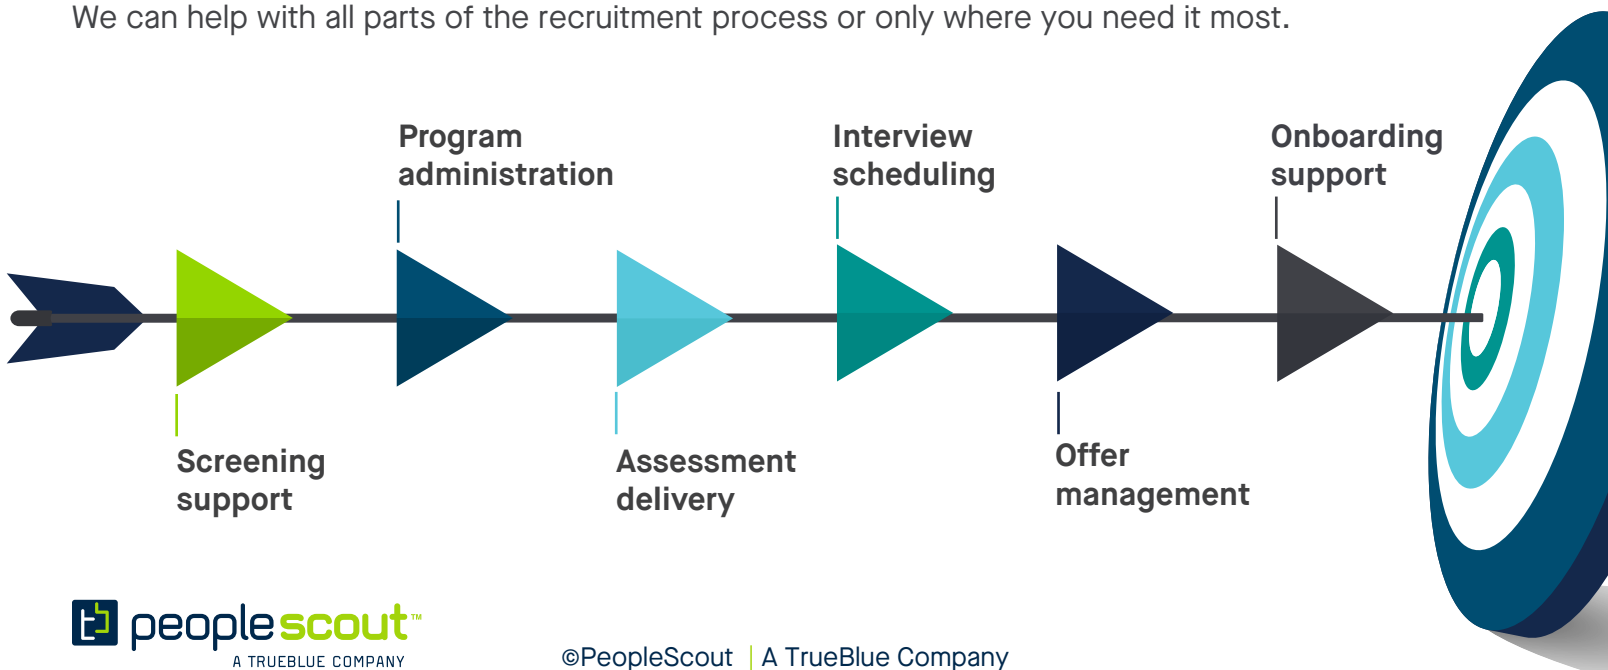 We can help with all parts of the recruitment process or only where you need it most.
Program
administration
Interview
scheduling
Onboarding
support
Screening
support
Assessment
delivery
Offer
management
peoplescout™
A TRUEBLUE COMPANY
©PeopleScout | A TrueBlue Company